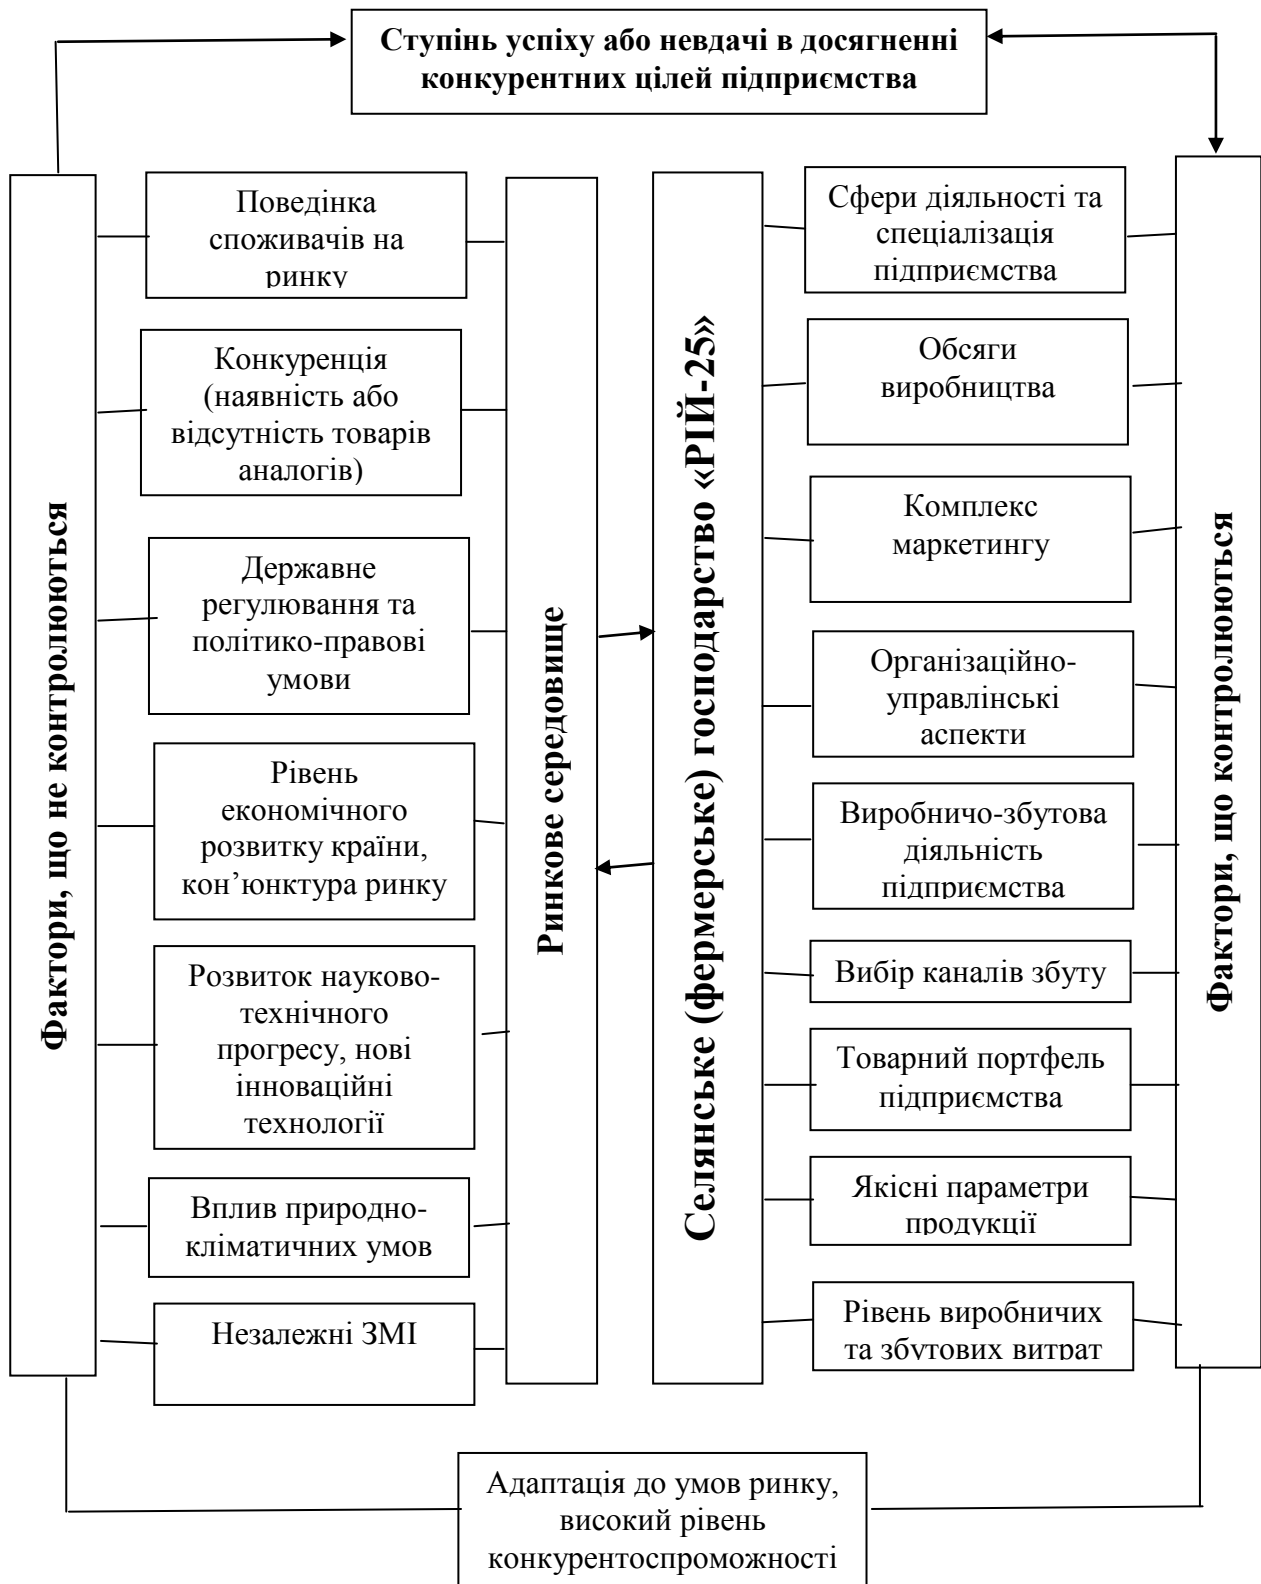 Ступінь успіху або невдачі в досягненні
конкурентних цілей підприємства
Фактори, що не контролюються
Поведінка
споживачів на
ринку
Конкуренція
(наявність або
відсутність товарів
аналогів)
Державне
регулювання та
політико-правові
умови
Рівень
економічного
розвитку країни,
кон’юнктура ринку
Розвиток науково-
технічного
прогресу, нові
інноваційні
технології
Вплив природно-
кліматичних умов
Незалежні ЗМІ
Ринкове середовище
Селянське (фермерське) господарство «РІЙ-25»
Сфери діяльності та
спеціалізація
підприємства
Обсяги
виробництва
Комплекс
маркетингу
Організаційно-
управлінські
аспекти
Виробничо-збутова
діяльність
підприємства
Вибір каналів збуту
Товарний портфель
підприємства
Якісні параметри
продукції
Рівень виробничих
та збутових витрат
Фактори, що контролюються
Адаптація до умов ринку,
високий рівень
конкурентоспроможності